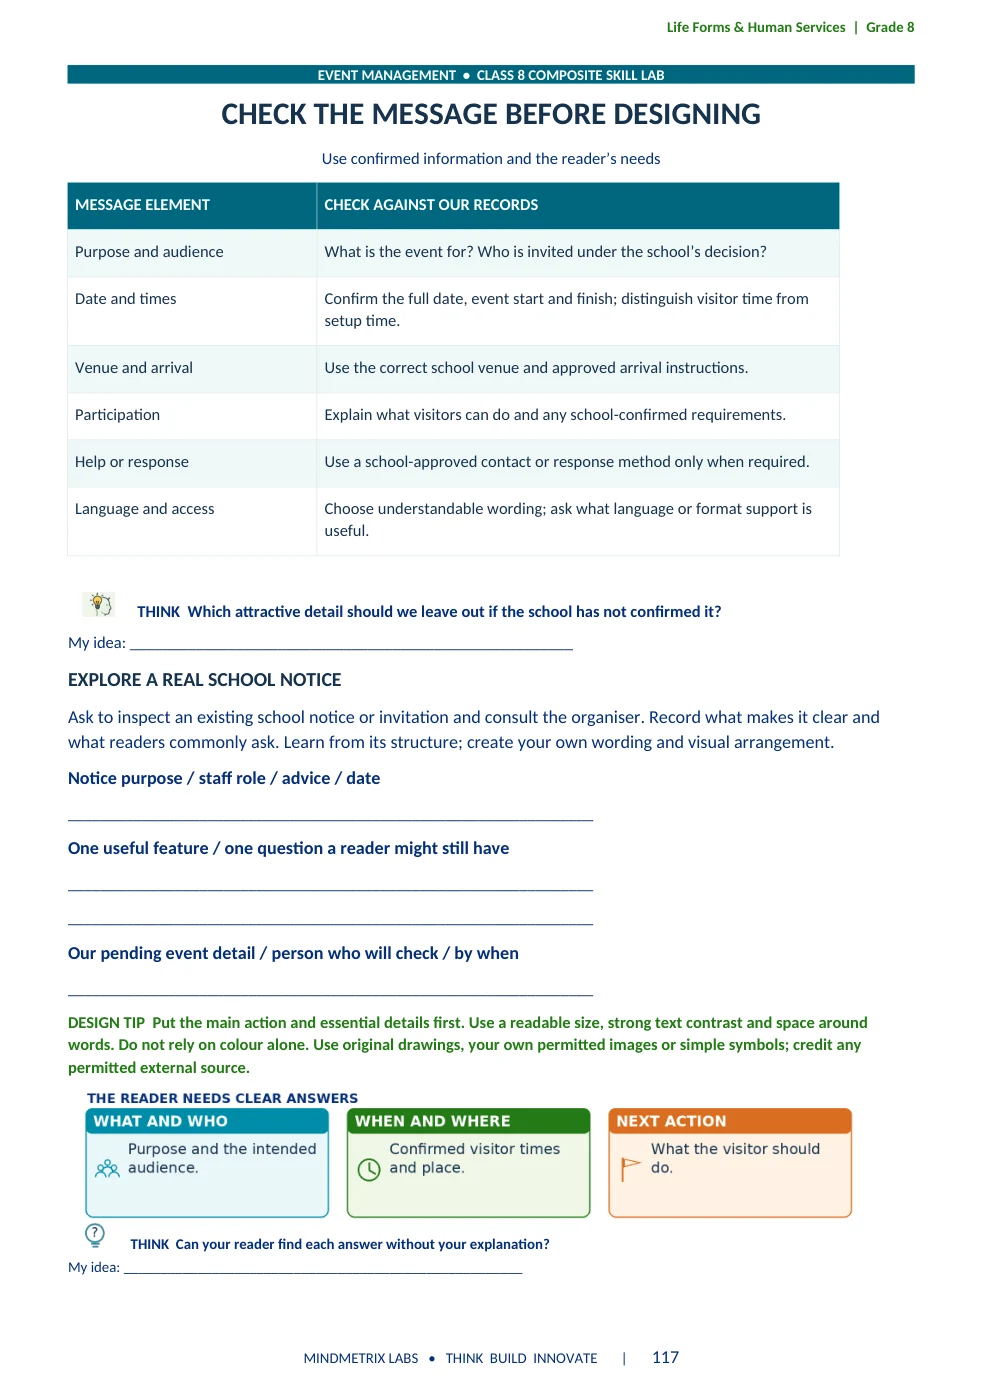 Life Forms & Human Services | Grade 8
EVENT MANAGEMENT ● CLASS 8 COMPOSITE SKILL LAB
CHECK THE MESSAGE BEFORE DESIGNING
Use confirmed information and the reader’s needs
MESSAGE ELEMENT
CHECK AGAINST OUR RECORDS
Purpose and audience
What is the event for? Who is invited under the school’s decision?
Date and times
Confirm the full date, event start and finish; distinguish visitor time from
setup time.
Venue and arrival
Use the correct school venue and approved arrival instructions.
Participation
Explain what visitors can do and any school-confirmed requirements.
Help or response
Use a school-approved contact or response method only when required.
Language and access
Choose understandable wording; ask what language or format support is
useful.
THINK Which attractive detail should we leave out if the school has not confirmed it?
My idea: ____________________
EXPLORE A REAL SCHOOL NOTICE
Ask to inspect an existing school notice or invitation and consult the organiser. Record what makes it clear and
what readers commonly ask. Learn from its structure; create your own wording and visual arrangement.
Notice purpose / staff role / advice / date
One useful feature / one question a reader might still have
Our pending event detail / person who will check / by when
DESIGN TIP Put the main action and essential details first. Use a readable size, strong text contrast and space around
words. Do not rely on colour alone. Use original drawings, your own permitted images or simple symbols; credit any
permitted external source.
THE READER NEEDS CLEAR ANSWERS
WHAT AND WHO
Purpose and the intended
audience.
WHEN AND WHERE
Confirmed visitor times
and place.
NEXT ACTION
What the visitor should
do.
?
THINK Can your reader find each answer without your explanation?
My idea: ____________________
MINDMETRIX LABS ● THINK BUILD INNOVATE | 117